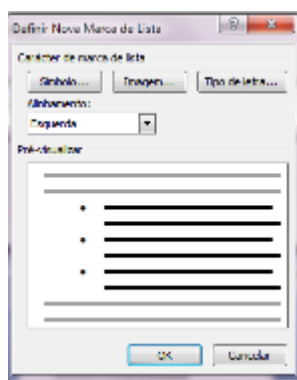 Definir Nova Marca de Lista
Carácter de marca de lista
Símbolo... Imagem... Tipo de letra...
Alinhamento:
Esquerda
Pré-visualizar
OK Cancelar